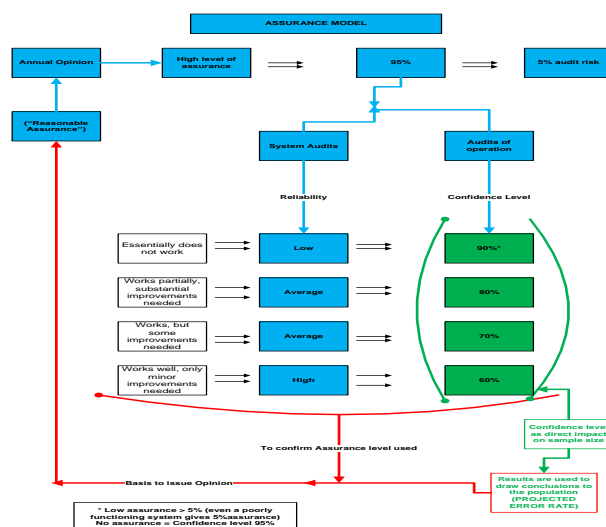 ASSURANCE MODEL
Annual Opinion
High level of
assurance
95%
5% audit risk
("Reasonable
Assurance")
System Audits
Audits of
operation
Reliability
Confidence Level
Essentially does
not work
Low
90%*
Works partially,
substantial
improvements
needed
Average
80%
Works, but
some
improvements
needed
Average
70%
Works well, only
minor
improvements
needed
High
60%
Confidence level
as direct impact
on sample size
To confirm Assurance level used
Basis to issue Opinion
Results are used to
draw conclusions to
the population
(PROJECTED
ERROR RATE)
* Low assurance > 5% (even a poorly
functioning system gives 5%assurance)
No assurance = Confidence level 95%